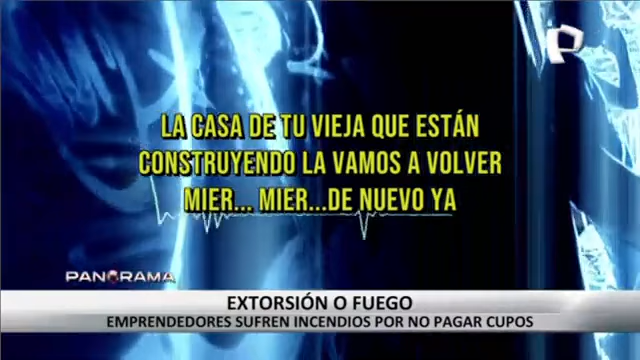 LA CASA DE TU VIEJA QUE ESTÁN
CONSTRUYENDO LA VAMOS A VOLVER
MIER... MIER...DE NUEVO YA
PANORAMA
EXTORSIÓN O FUEGO
EMPRENDEDORES SUFREN INCENDIOS POR NO PAGAR CUPOS